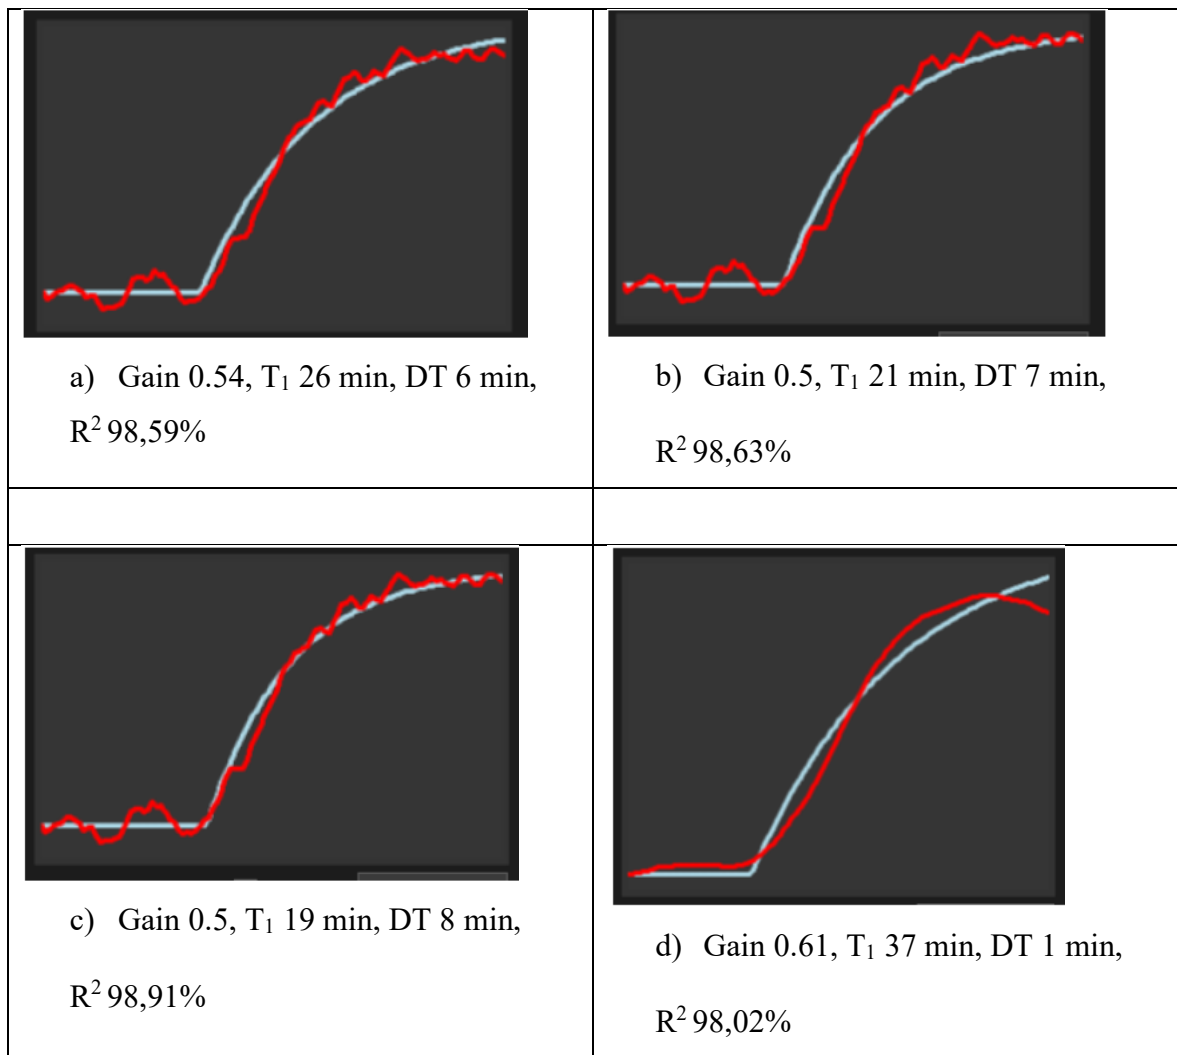 a) Gain 0.54, T₁ 26 min, DT 6 min,
R² 98,59%
b) Gain 0.5, T₁ 21 min, DT 7 min,
R² 98,63%
c) Gain 0.5, T₁ 19 min, DT 8 min,
R² 98,91%
d) Gain 0.61, T₁ 37 min, DT 1 min,
R² 98,02%